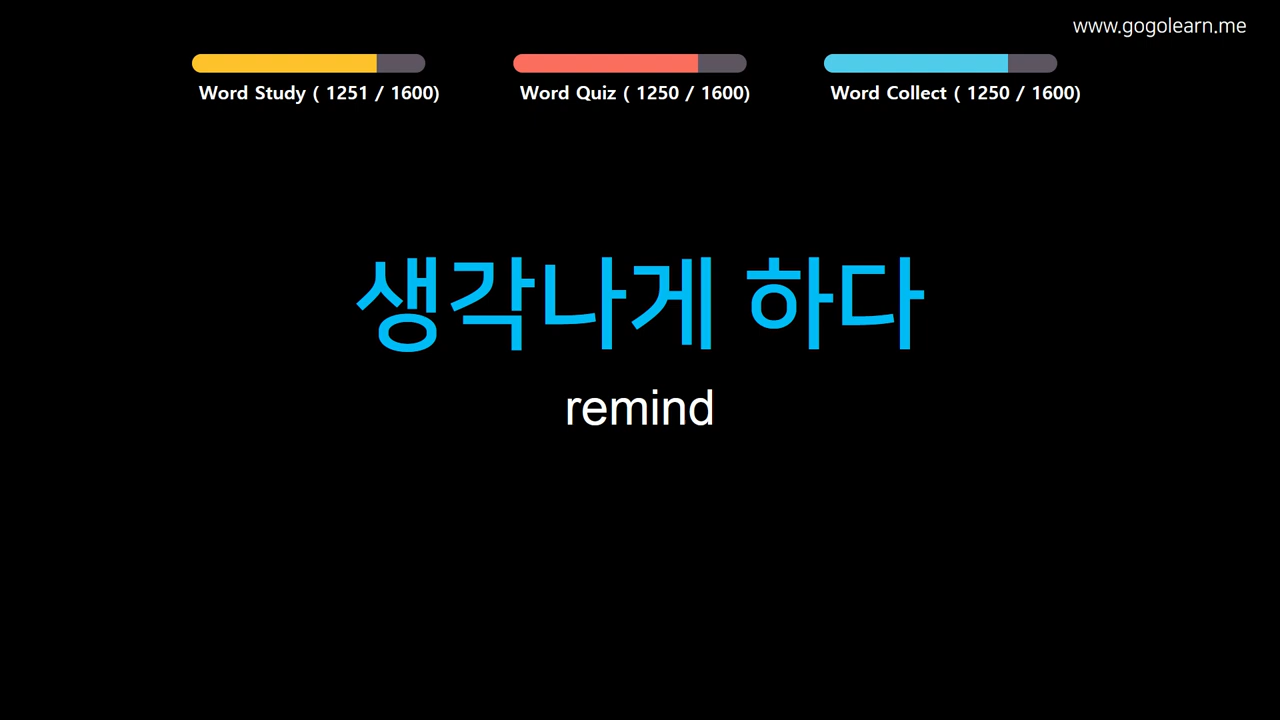 www.gogolearn.me
Word Study ( 1251 / 1600) Word Quiz ( 1250 / 1600) Word Collect ( 1250 / 1600)
생각나게 하다
remind